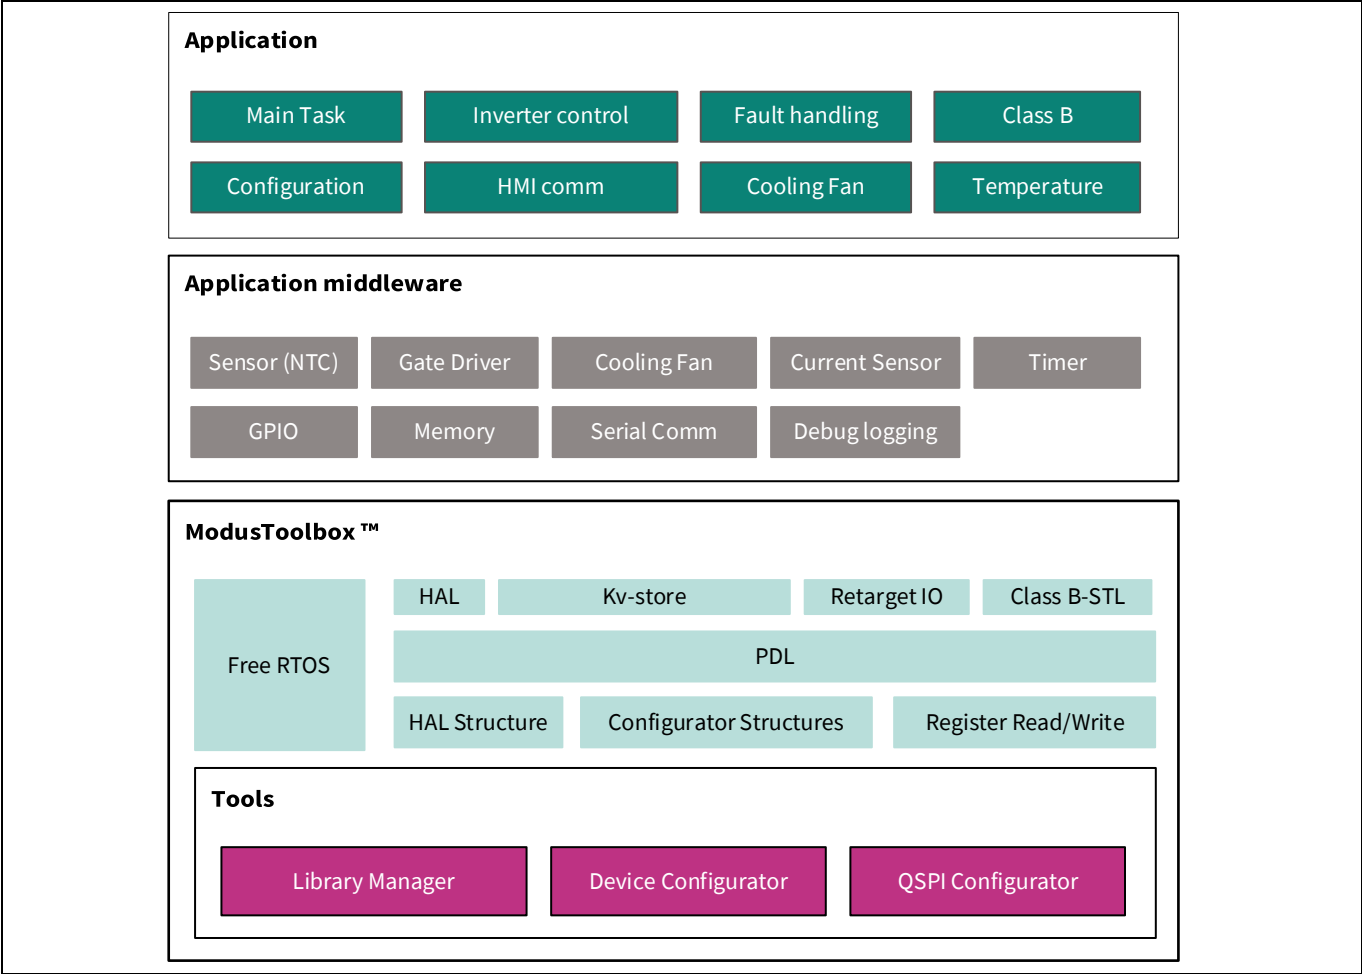 Application
Main Task
Inverter control
Fault handling
Class B
Configuration
HMI comm
Cooling Fan
Temperature
Application middleware
Sensor (NTC)
Gate Driver
Cooling Fan
Current Sensor
Timer
GPIO
Memory
Serial Comm
Debug logging
ModusToolbox ™
Free RTOS
HAL
Kv-store
Retarget IO
Class B-STL
PDL
HAL Structure
Configurator Structures
Register Read/Write
Tools
Library Manager
Device Configurator
QSPI Configurator